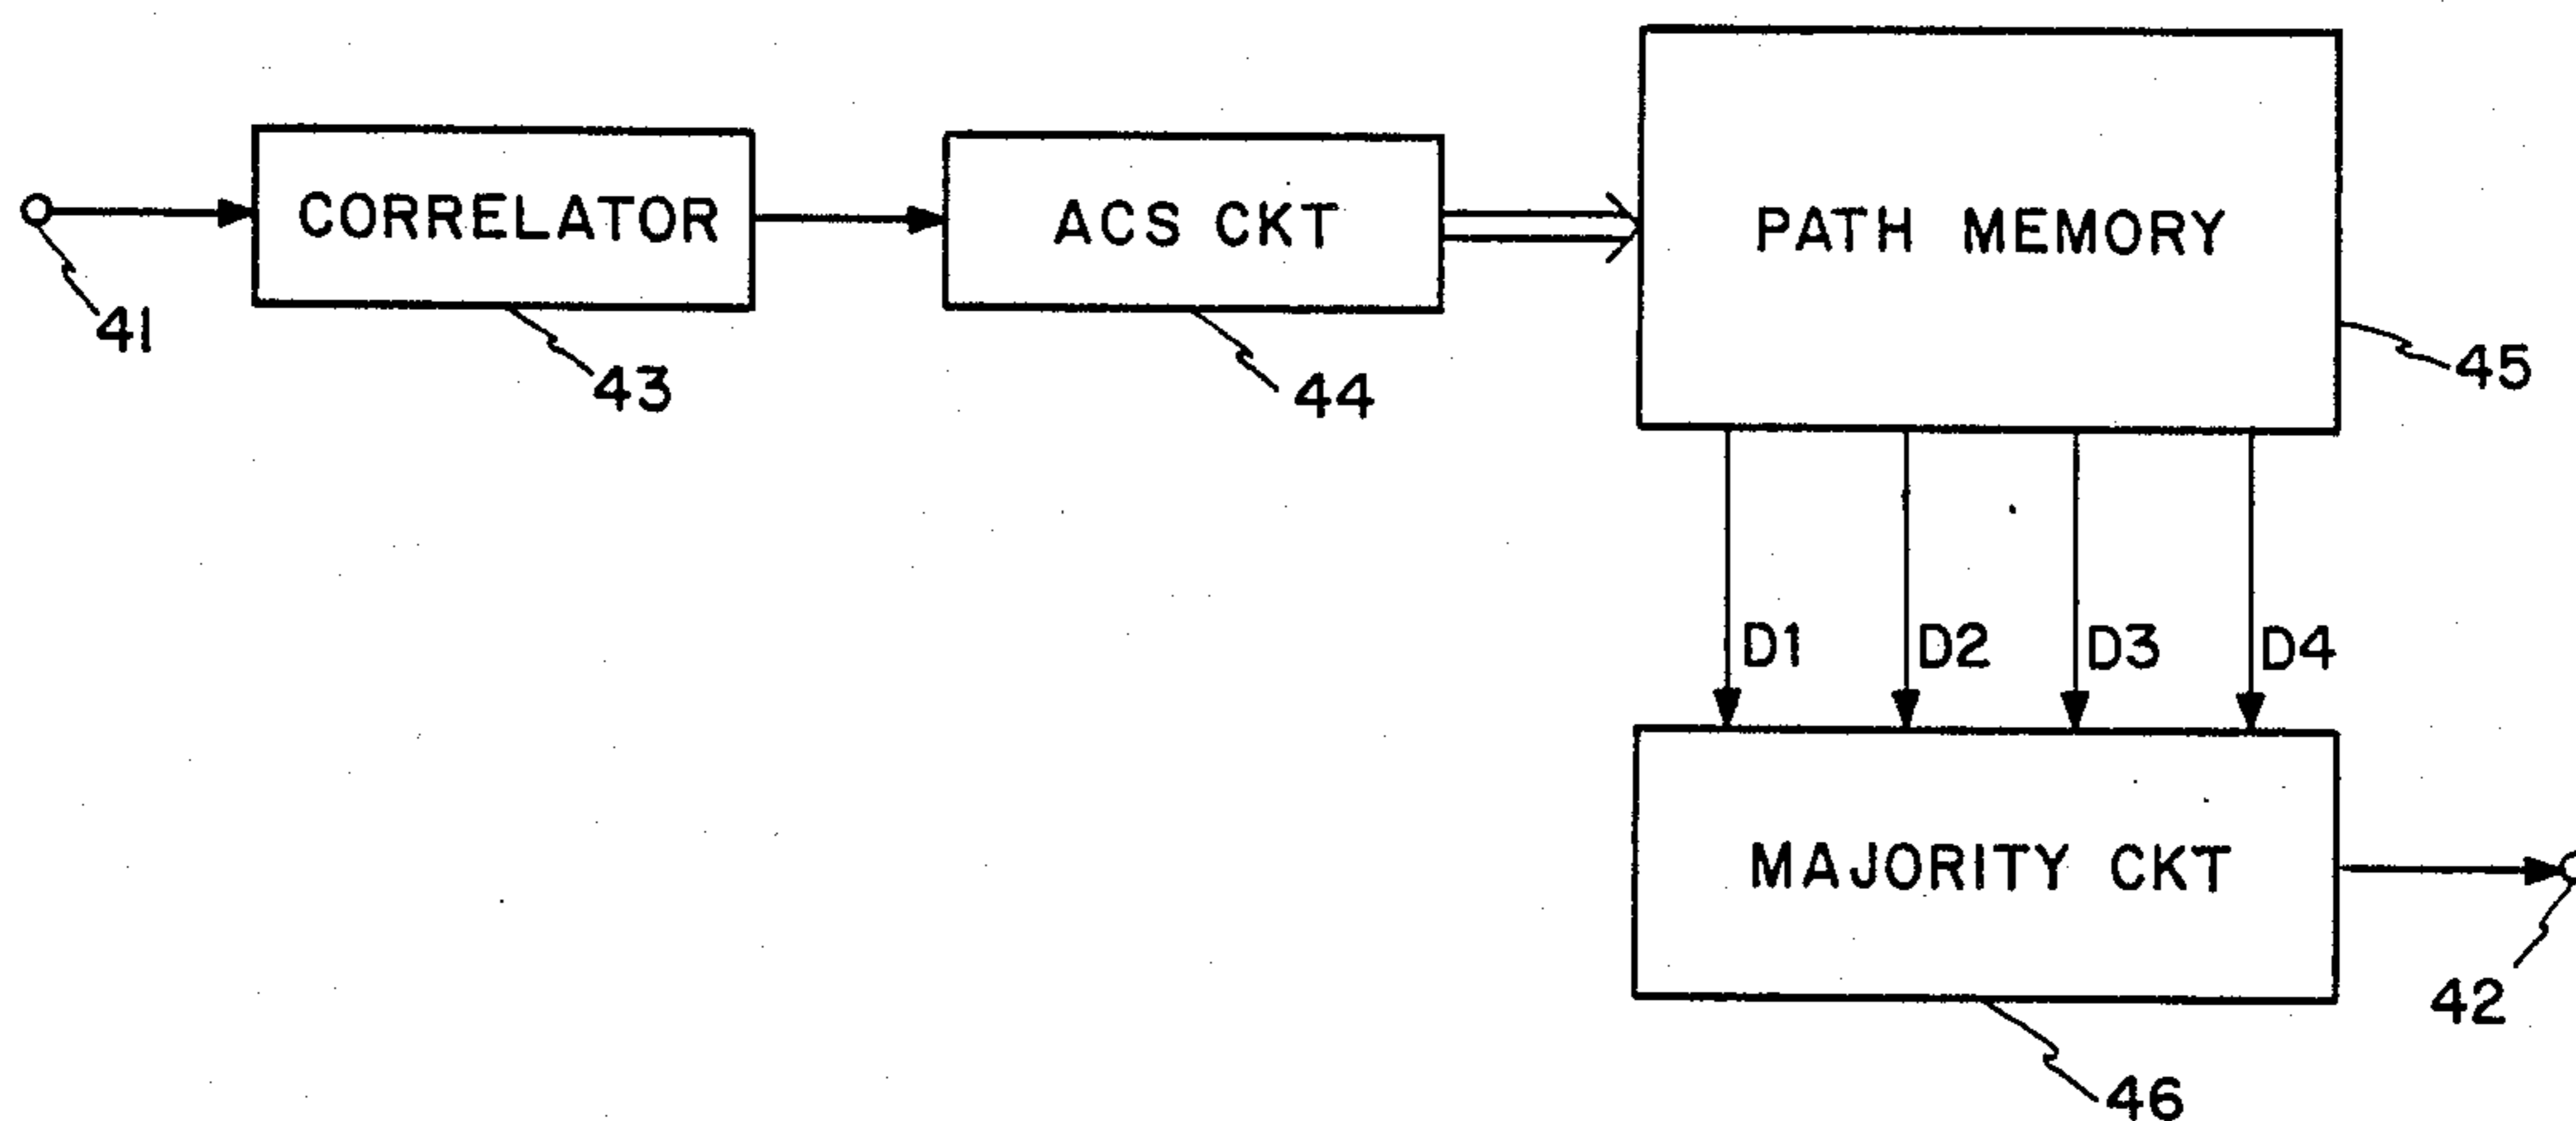 CORRELATOR
ACS CKT
PATH MEMORY
41
43
44
45
D1
D2
D3
D4
MAJORITY CKT
42
46